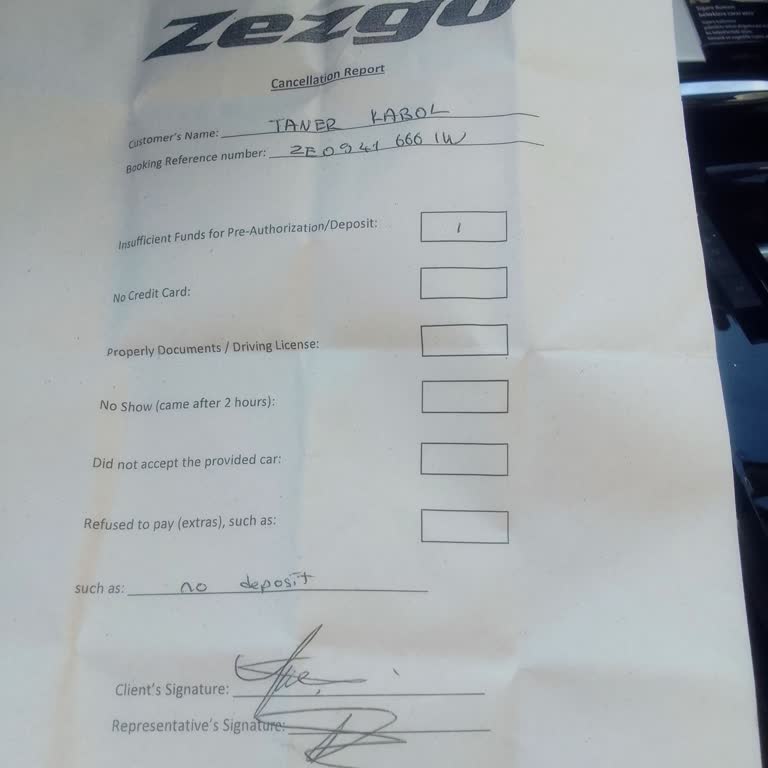 zezgo
Cancellation Report
Customer's Name: TANER KABOL
Booking Reference number: ZE0941 666 IW
Insufficient Funds for Pre-Authorization/Deposit: I
No Credit Card:
Properly Documents / Driving License:
No Show (came after 2 hours):
Did not accept the provided car:
Refused to pay (extras), such as:
such as: no deposit
Client's Signature:
Representative's Signature: